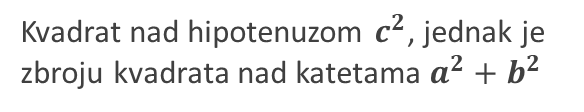 Kvadrat nad hipotenuzom c², jednak je
zbroju kvadrata nad katetama a² + b²